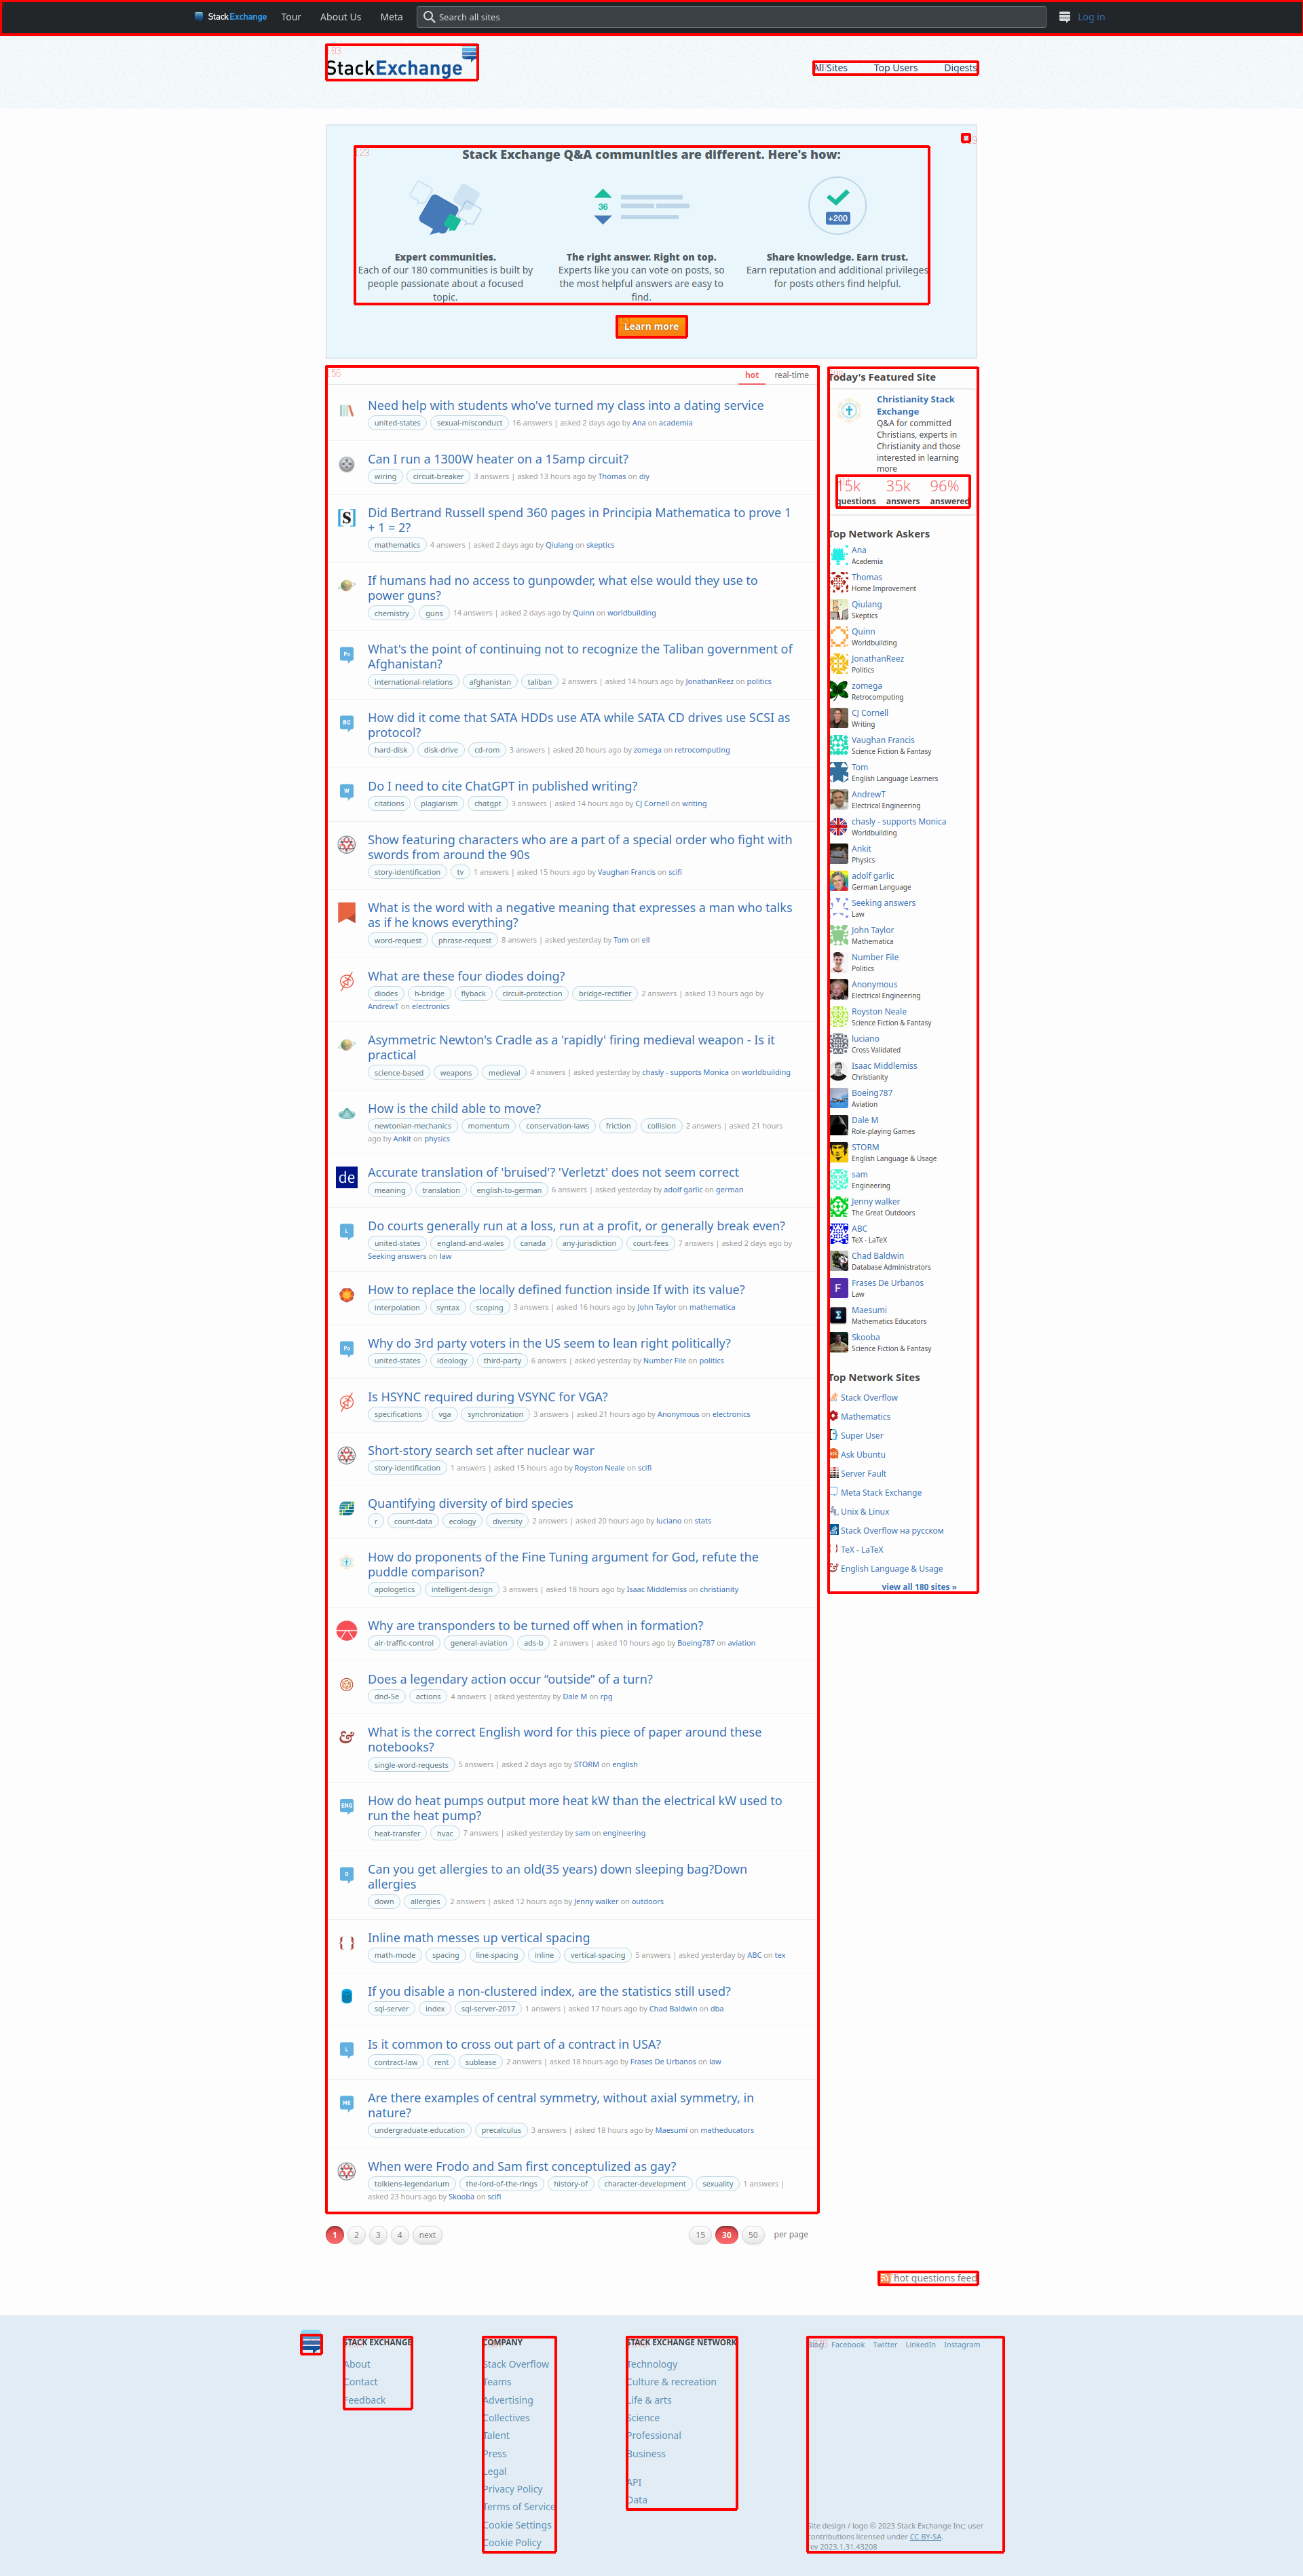 StackExchange Tour About Us Meta Search all sites Log in
StackExchange
All Sites Top Users Digests
Stack Exchange Q&A communities are different. Here's how:
36
+200
Expert communities.
Each of our 180 communities is built by
people passionate about a focused
topic.
The right answer. Right on top.
Experts like you can vote on posts, so
the most helpful answers are easy to
find.
Share knowledge. Earn trust.
Earn reputation and additional privileges
for posts others find helpful.
Learn more
hot real-time
Need help with students who've turned my class into a dating service
united-states sexual-misconduct 16 answers | asked 2 days ago by Ana on academia
Can I run a 1300W heater on a 15amp circuit?
wiring circuit-breaker 3 answers | asked 13 hours ago by Thomas on diy
Did Bertrand Russell spend 360 pages in Principia Mathematica to prove 1
+ 1 = 2?
mathematics 4 answers | asked 2 days ago by Qiulang on skeptics
If humans had no access to gunpowder, what else would they use to
power guns?
chemistry guns 14 answers | asked 2 days ago by Quinn on worldbuilding
What's the point of continuing not to recognize the Taliban government of
Afghanistan?
international-relations afghanistan taliban 2 answers | asked 14 hours ago by JonathanReez on politics
How did it come that SATA HDDs use ATA while SATA CD drives use SCSI as
protocol?
hard-disk disk-drive cd-rom 3 answers | asked 20 hours ago by zomega on retrocomputing
Do I need to cite ChatGPT in published writing?
citations plagiarism chatgpt 3 answers | asked 14 hours ago by CJ Cornell on writing
Show featuring characters who are a part of a special order who fight with
swords from around the 90s
story-identification tv 1 answers | asked 15 hours ago by Vaughan Francis on scifi
What is the word with a negative meaning that expresses a man who talks
as if he knows everything?
word-request phrase-request 8 answers | asked yesterday by Tom on ell
What are these four diodes doing?
diodes h-bridge flyback circuit-protection bridge-rectifier 2 answers | asked 13 hours ago by
AndrewT on electronics
Asymmetric Newton's Cradle as a 'rapidly' firing medieval weapon - Is it
practical
science-based weapons medieval 4 answers | asked yesterday by chasly - supports Monica on worldbuilding
How is the child able to move?
newtonian-mechanics momentum conservation-laws friction collision 2 answers | asked 21 hours
ago by Ankit on physics
Accurate translation of 'bruised'? 'Verletzt' does not seem correct
meaning translation english-to-german 6 answers | asked yesterday by adolf garlic on german
Do courts generally run at a loss, run at a profit, or generally break even?
united-states england-and-wales canada any-jurisdiction court-fees 7 answers | asked 2 days ago by
Seeking answers on law
How to replace the locally defined function inside If with its value?
interpolation syntax scoping 3 answers | asked 16 hours ago by John Taylor on mathematica
Why do 3rd party voters in the US seem to lean right politically?
united-states ideology third-party 6 answers | asked yesterday by Number File on politics
Is HSYNC required during VSYNC for VGA?
specifications vga synchronization 3 answers | asked 21 hours ago by Anonymous on electronics
Short-story search set after nuclear war
story-identification 1 answers | asked 15 hours ago by Royston Neale on scifi
Quantifying diversity of bird species
r count-data ecology diversity 2 answers | asked 20 hours ago by luciano on stats
How do proponents of the Fine Tuning argument for God, refute the
puddle comparison?
apologetics intelligent-design 3 answers | asked 18 hours ago by Isaac Middlemiss on christianity
Why are transponders to be turned off when in formation?
air-traffic-control general-aviation ads-b 2 answers | asked 10 hours ago by Boeing787 on aviation
Does a legendary action occur “outside” of a turn?
dnd-5e actions 4 answers | asked yesterday by Dale M on rpg
What is the correct English word for this piece of paper around these
notebooks?
single-word-requests 5 answers | asked 2 days ago by STORM on english
How do heat pumps output more heat kW than the electrical kW used to
run the heat pump?
heat-transfer hvac 7 answers | asked yesterday by sam on engineering
Can you get allergies to an old(35 years) down sleeping bag?Down
allergies
down allergies 2 answers | asked 12 hours ago by Jenny walker on outdoors
Inline math messes up vertical spacing
math-mode spacing line-spacing inline vertical-spacing 5 answers | asked yesterday by ABC on tex
If you disable a non-clustered index, are the statistics still used?
sql-server index sql-server-2017 1 answers | asked 17 hours ago by Chad Baldwin on dba
Is it common to cross out part of a contract in USA?
contract-law rent sublease 2 answers | asked 18 hours ago by Frases De Urbanos on law
Are there examples of central symmetry, without axial symmetry, in
nature?
undergraduate-education precalculus 3 answers | asked 18 hours ago by Maesumi on matheducators
When were Frodo and Sam first conceptulized as gay?
tolkiens-legendarium the-lord-of-the-rings history-of character-development sexuality 1 answers |
asked 23 hours ago by Skooba on scifi
1 2 3 4 next 15 30 50 per page
Today's Featured Site
Christianity Stack
Exchange
Q&A for committed
Christians, experts in
Christianity and those
interested in learning
more
15k 35k 96%
questions answers answered
Top Network Askers
Ana
Academia
Thomas
Home Improvement
Qiulang
Skeptics
Quinn
Worldbuilding
JonathanReez
Politics
zomega
Retrocomputing
CJ Cornell
Writing
Vaughan Francis
Science Fiction & Fantasy
Tom
English Language Learners
AndrewT
Electrical Engineering
chasly - supports Monica
Worldbuilding
Ankit
Physics
adolf garlic
German Language
Seeking answers
Law
John Taylor
Mathematica
Number File
Politics
Anonymous
Electrical Engineering
Royston Neale
Science Fiction & Fantasy
luciano
Cross Validated
Isaac Middlemiss
Christianity
Boeing787
Aviation
Dale M
Role-playing Games
STORM
English Language & Usage
sam
Engineering
Jenny walker
The Great Outdoors
ABC
TeX - LaTeX
Chad Baldwin
Database Administrators
Frases De Urbanos
Law
Maesumi
Mathematics Educators
Skooba
Science Fiction & Fantasy
Top Network Sites
Stack Overflow
Mathematics
Super User
Ask Ubuntu
Server Fault
Meta Stack Exchange
Unix & Linux
Stack Overflow на русском
TeX - LaTeX
English Language & Usage
view all 180 sites »
hot questions feed
STACK EXCHANGE
About
Contact
Feedback
COMPANY
Stack Overflow
Teams
Advertising
Collectives
Talent
Press
Legal
Privacy Policy
Terms of Service
Cookie Settings
Cookie Policy
STACK EXCHANGE NETWORK
Technology
Culture & recreation
Life & arts
Science
Professional
Business
API
Data
Blog Facebook Twitter LinkedIn Instagram
Site design / logo © 2023 Stack Exchange Inc; user
contributions licensed under CC BY-SA.
rev 2023.1.31.43208